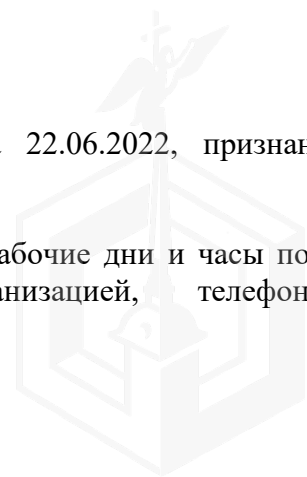 22.06.2022, признан
абочие дни и часы по
анизацией, телефон